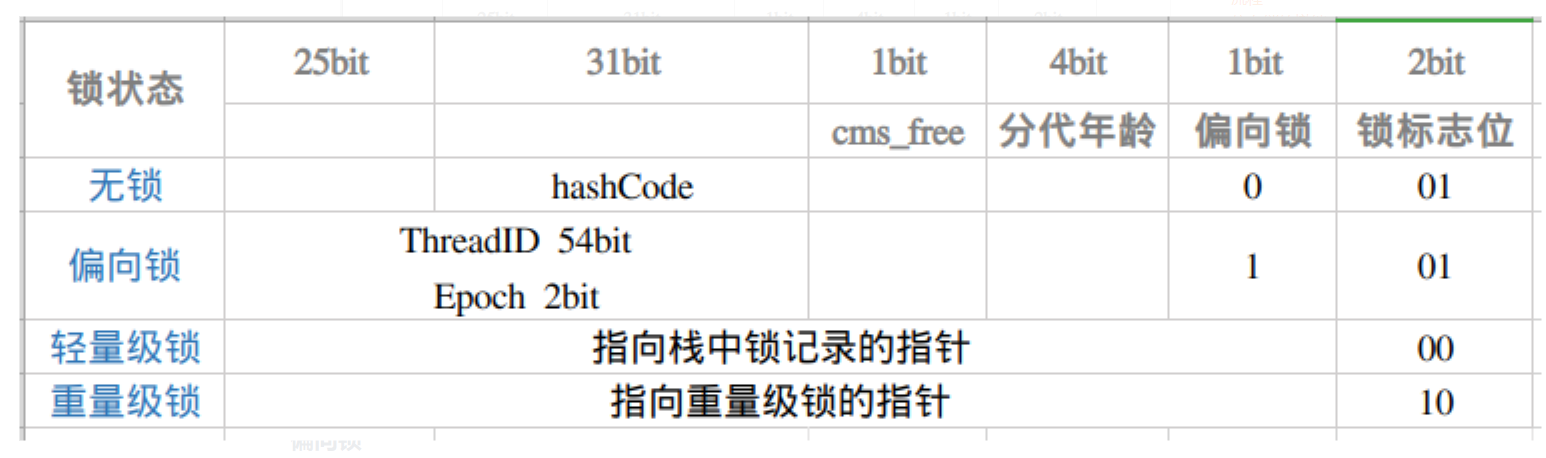 锁状态 25bit 31bit 1bit 4bit 1bit 2bit
cms_free 分代年龄 偏向锁 锁标志位
无锁 hashCode 0 01
偏向锁 ThreadID 54bit 1 01
Epoch 2bit
轻量级锁 指向栈中锁记录的指针 00
重量级锁 指向重量级锁的指针 10